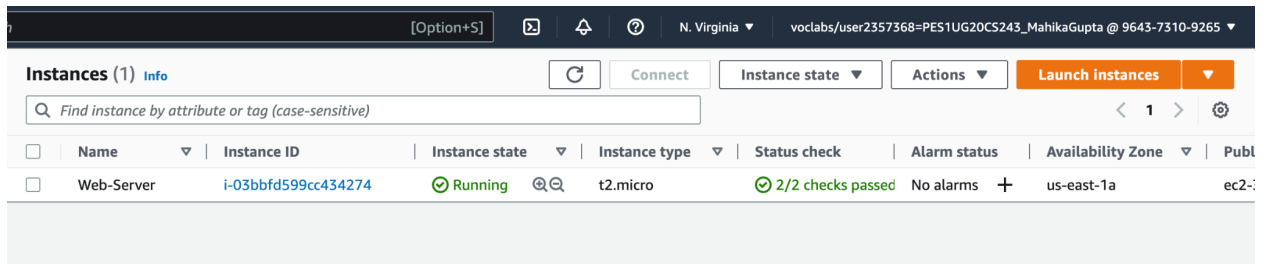 [Option+S] N. Virginia voclabs/user2357368=PES1UG20CS243_MahikaGupta @ 9643-7310-9265
Instances (1) Info Connect Instance state Actions Launch instances
Find instance by attribute or tag (case-sensitive) 1
Name Instance ID Instance state Instance type Status check Alarm status Availability Zone Publ
Web-Server i-03bbfd599cc434274 Running t2.micro 2/2 checks passed No alarms + us-east-1a ec2-